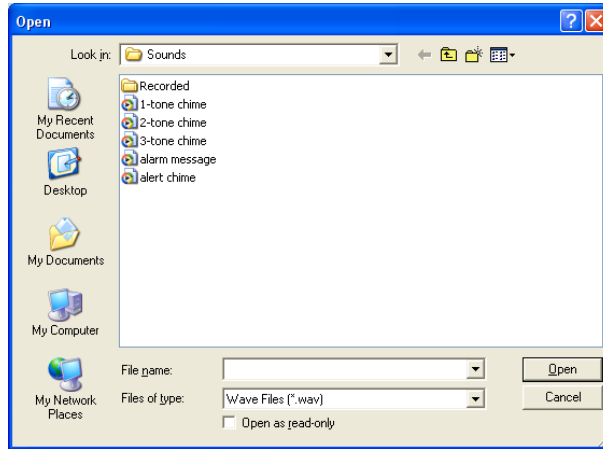 Open
Look in: Sounds
Recorded
1-tone chime
2-tone chime
3-tone chime
alarm message
alert chime
My Recent
Documents
Desktop
My Documents
My Computer
My Network
Places
File name:
Open
Files of type: Wave Files (*.wav)
Cancel
Open as read-only